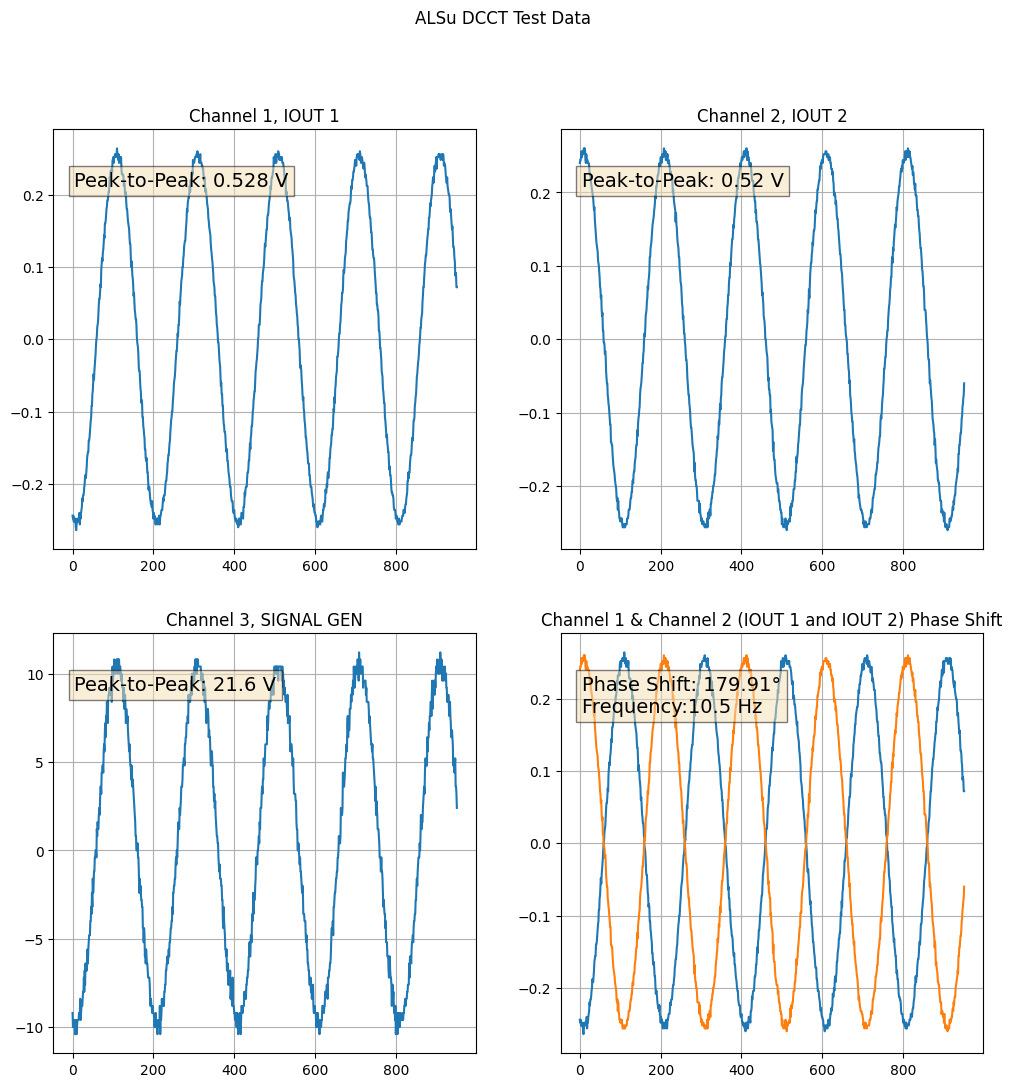 ALSu DCCT Test Data
Channel 1, IOUT 1
Peak-to-Peak: 0.528 V
0.2
0.1
0.0
−0.1
−0.2
0 200 400 600 800
Channel 2, IOUT 2
Peak-to-Peak: 0.52 V
0.2
0.1
0.0
−0.1
−0.2
0 200 400 600 800
Channel 3, SIGNAL GEN
Peak-to-Peak: 21.6 V
10
5
0
−5
−10
0 200 400 600 800
Channel 1 & Channel 2 (IOUT 1 and IOUT 2) Phase Shift
Phase Shift: 179.91°
Frequency:10.5 Hz
0.2
0.1
0.0
−0.1
−0.2
0 200 400 600 800